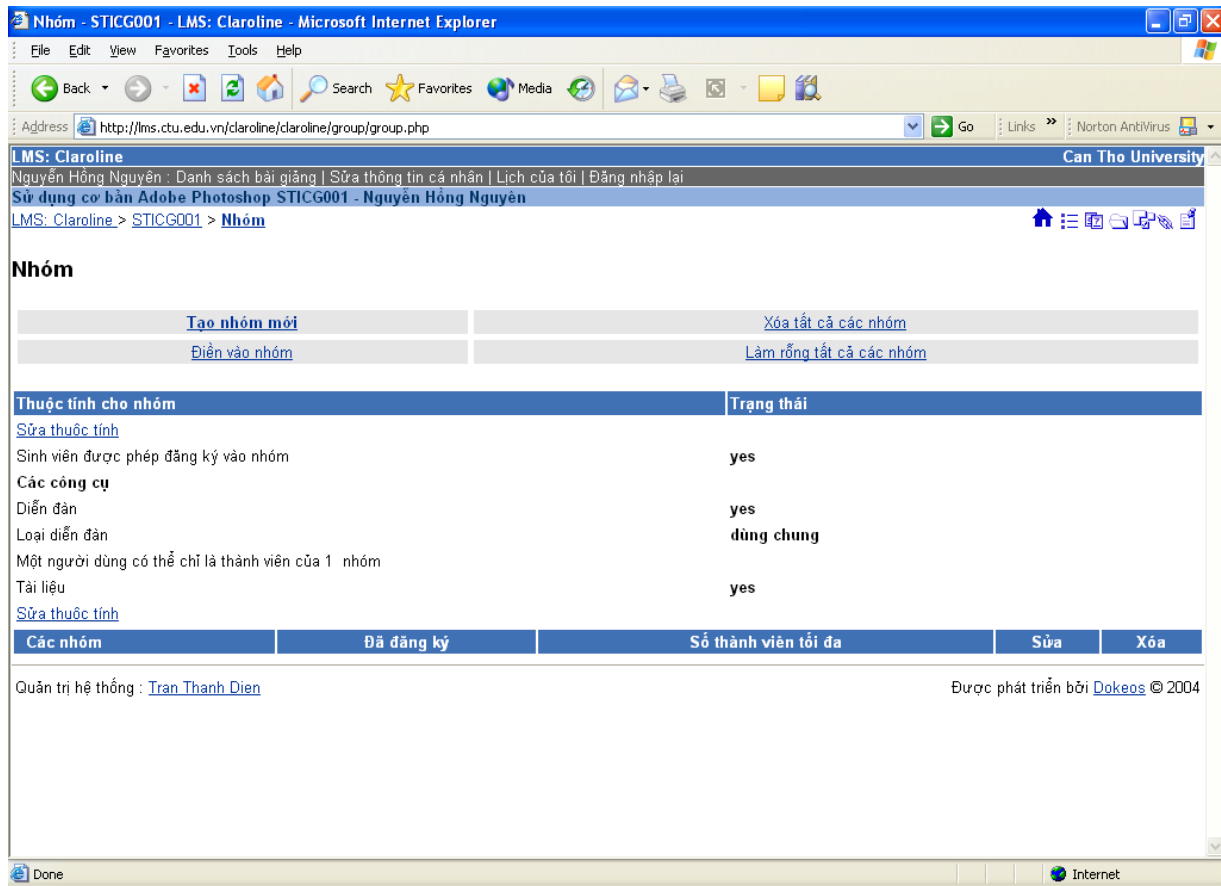 Nhóm - STICG001 - LMS: Claroline - Microsoft Internet Explorer
File Edit View Favorites Tools Help
Back Search Favorites Media
Address http://lms.ctu.edu.vn/claroline/claroline/group/group.php Go Links » Norton AntiVirus
LMS: Claroline Can Tho University
Nguyễn Hồng Nguyên : Danh sách bài giảng | Sửa thông tin cá nhân | Lịch của tôi | Đăng nhập lại
Sử dụng cơ bản Adobe Photoshop STICG001 - Nguyễn Hồng Nguyên
LMS: Claroline > STICG001 > Nhóm
Nhóm
Tạo nhóm mới Xóa tất cả các nhóm
Điền vào nhóm Làm rỗng tất cả các nhóm
Thuộc tính cho nhóm Trạng thái
Sửa thuôc tính
Sinh viên được phép đăng ký vào nhóm yes
Các công cụ
Diễn đàn yes
Loại diễn đàn dùng chung
Một người dùng có thể chỉ là thành viên của 1 nhóm
Tài liệu yes
Sửa thuôc tính
Các nhóm Đã đăng ký Số thành viên tối đa Sửa Xóa
Quản trị hệ thống : Tran Thanh Dien Được phát triển bởi Dokeos © 2004
Done Internet